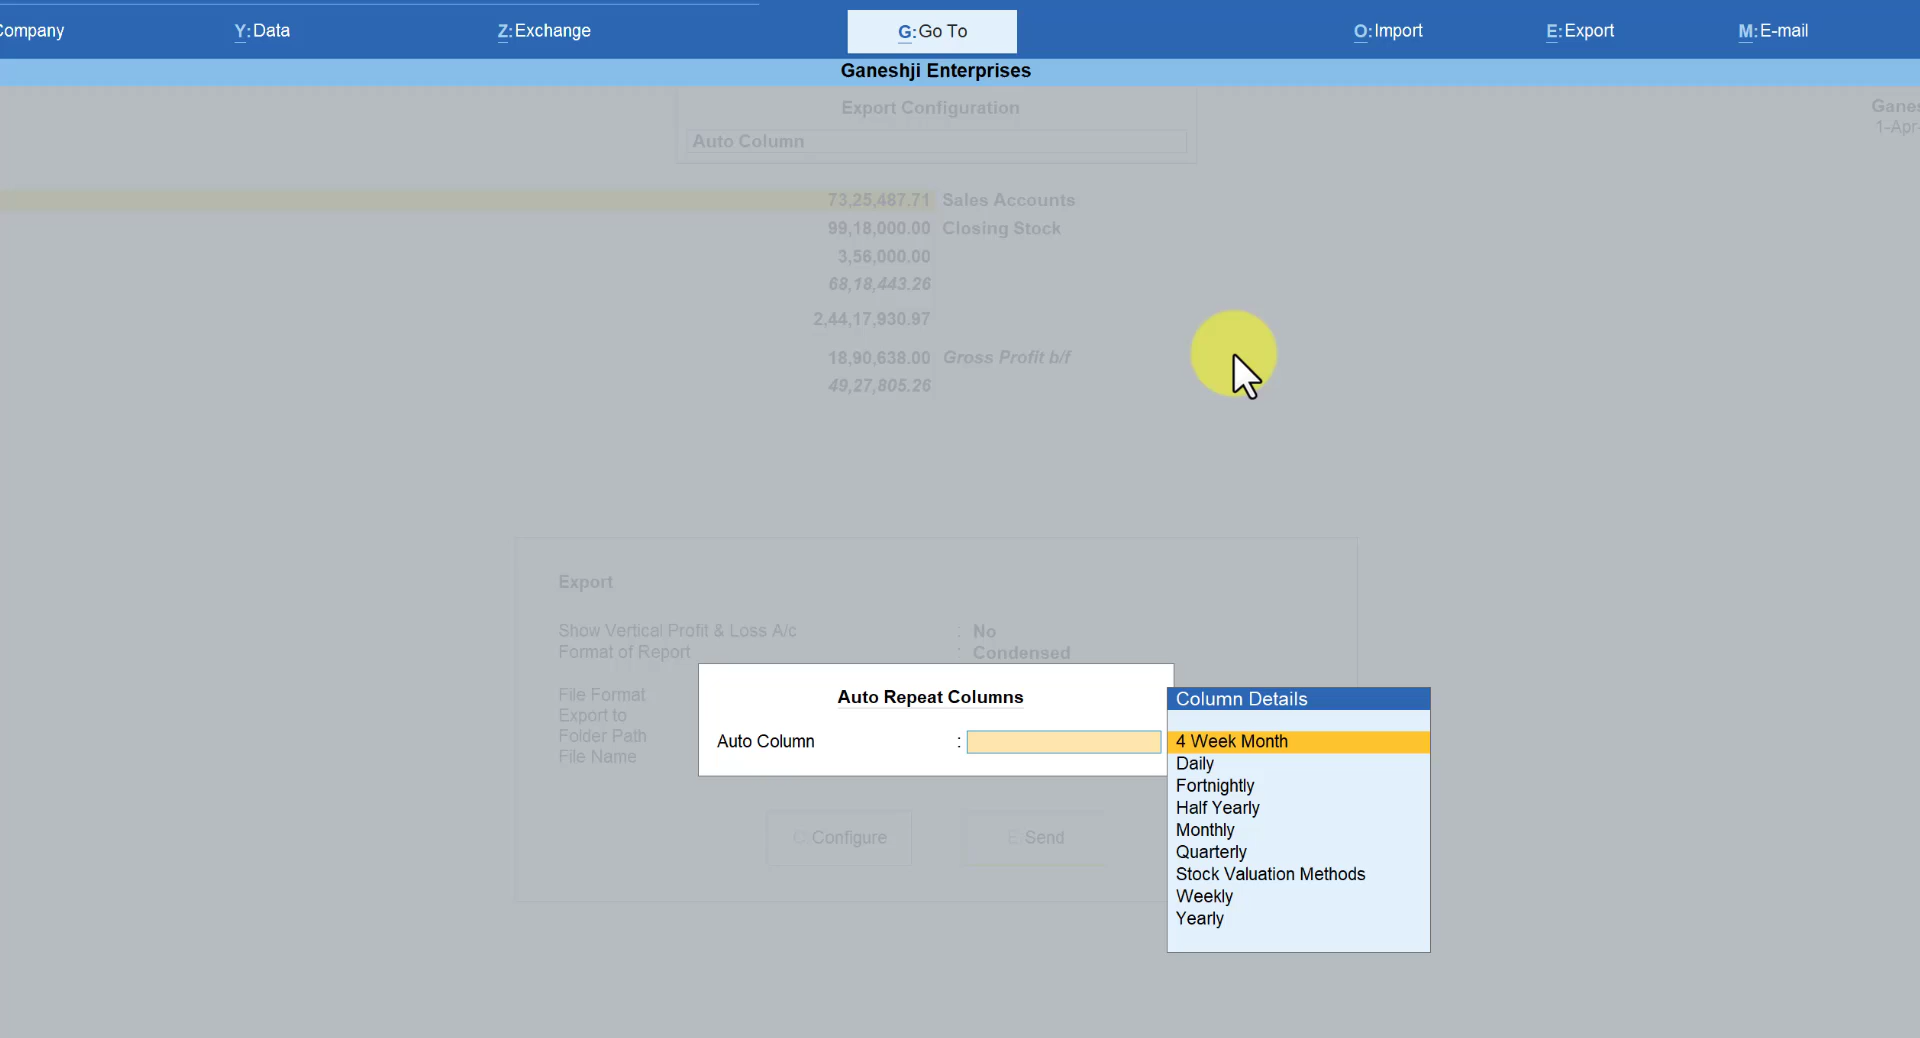 Company
Y:Data
Z:Exchange
G:Go To
O:Import
E:Export
M:E-mail
Ganeshji Enterprises
Export Configuration
Auto Column
Ganes
1-Apr-
73,25,487.71 Sales Accounts
99,18,000.00 Closing Stock
3,56,000.00
68,18,443.26
2,44,17,930.97
18,90,638.00 Gross Profit b/f
49,27,805.26
Export
Show Vertical Profit & Loss A/c : No
Format of Report : Condensed
File Format
Export to
Folder Path
File Name
Auto Repeat Columns
Auto Column :
Column Details
4 Week Month
Daily
Fortnightly
Half Yearly
Monthly
Quarterly
Stock Valuation Methods
Weekly
Yearly
C:Configure
E:Send